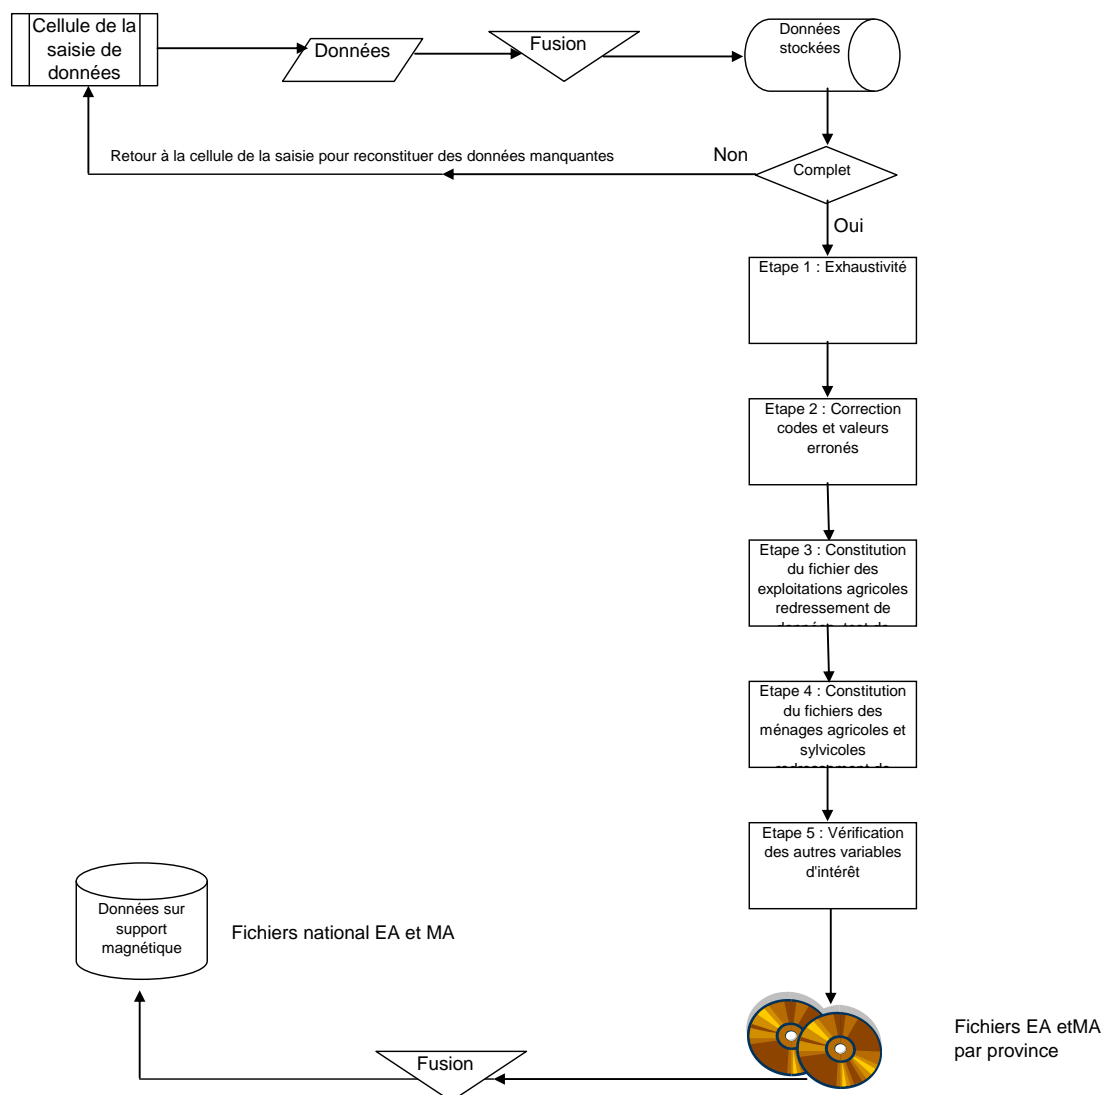 Cellule de la
saisie de
données
Données
Fusion
Données
stockées
Retour à la cellule de la saisie pour reconstituer des données manquantes
Non
Complet
Oui
Etape 1 : Exhaustivité
Etape 2 : Correction
codes et valeurs
erronés
Etape 3 : Constitution
du fichier des
exploitations agricoles
redressement de
Etape 4 : Constitution
du fichiers des
ménages agricoles et
sylvicoles
redressement de
Etape 5 : Vérification
des autres variables
d'intérêt
Données sur
support
magnétique
Fichiers national EA et MA
Fichiers EA etMA
par province
Fusion